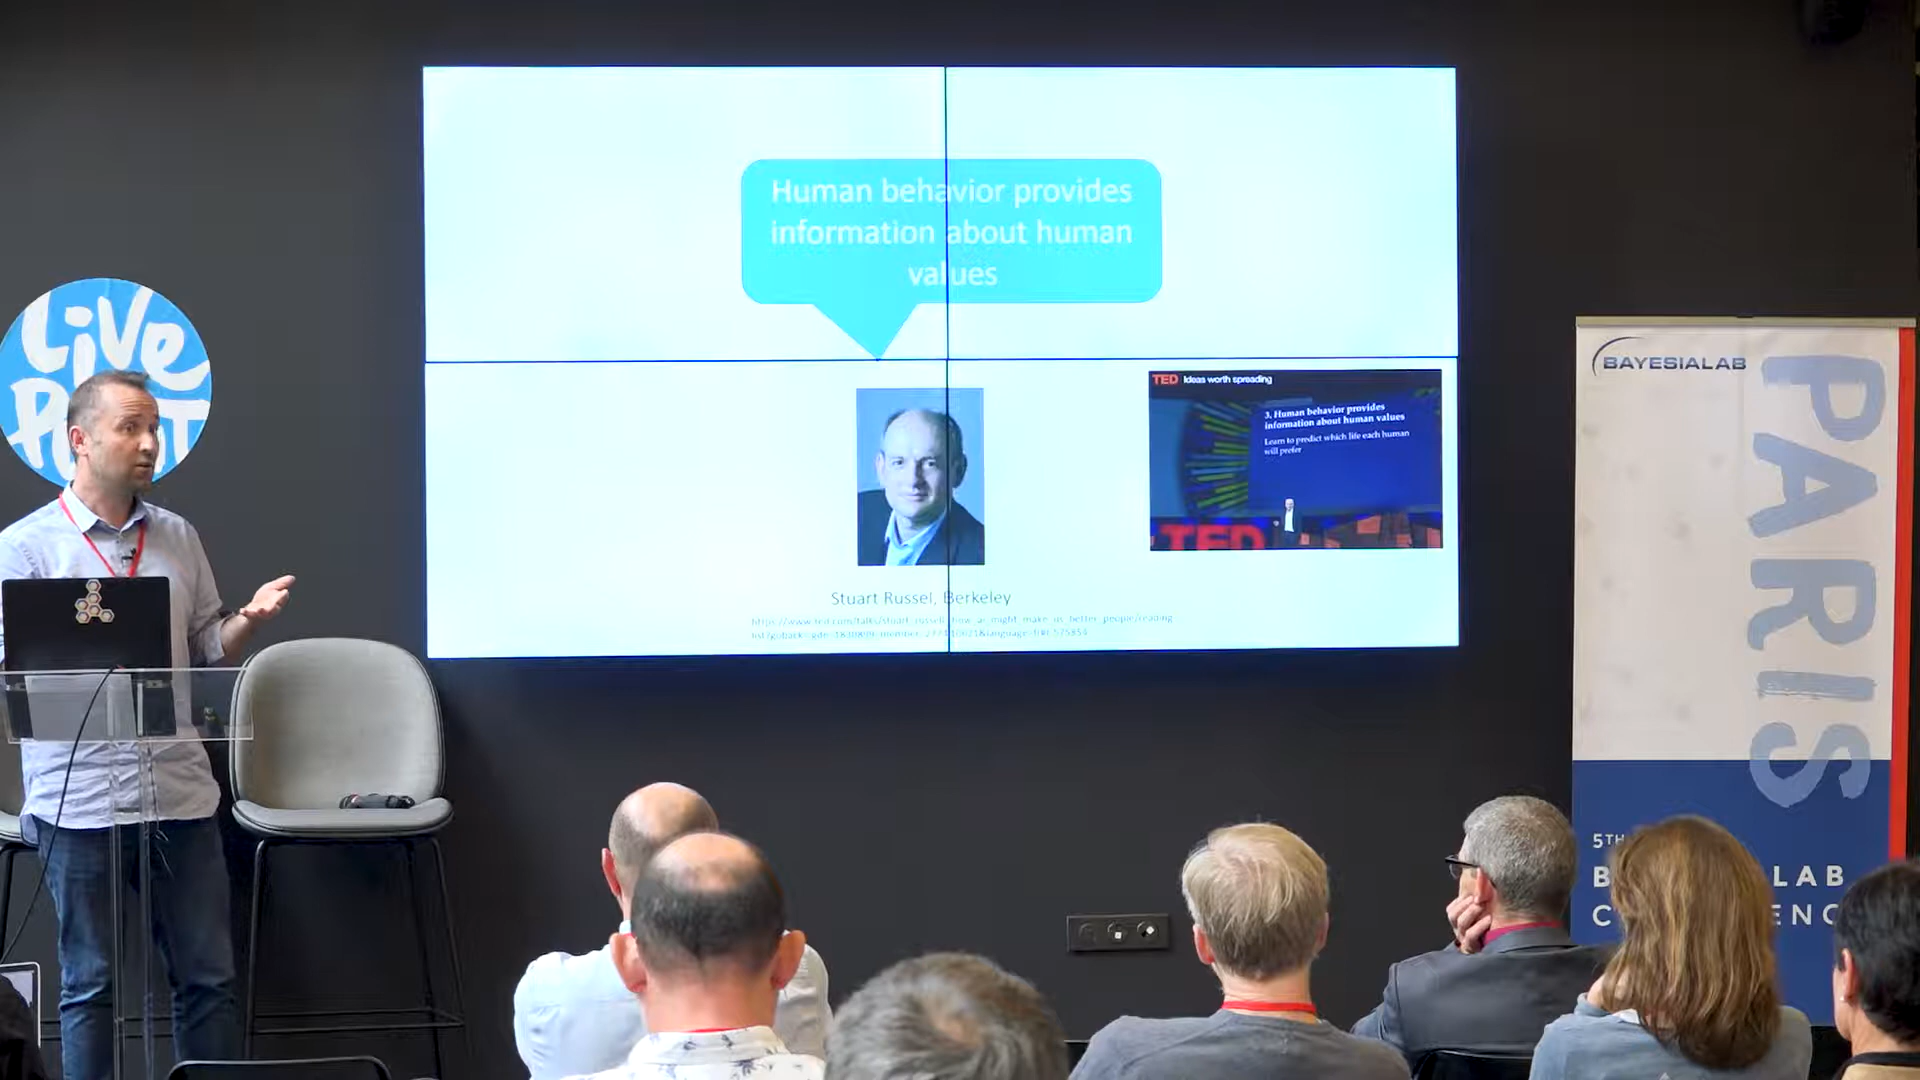 Human behavior provides
information about human
values
LiVe
TED Ideas worth spreading
3. Human behavior provides
information about human values
Learn to predict which life each human
will prefer
TED
Stuart Russel, Berkeley
BAYESIALAB
PARIS
5TH
LAB